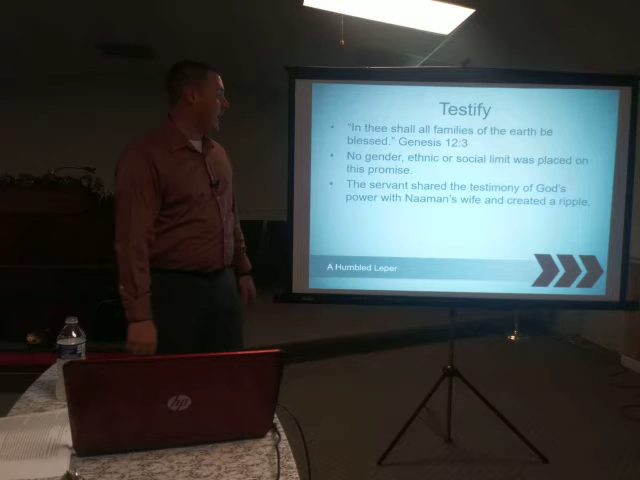 Testify
• "In thee shall all families of the earth be
blessed." Genesis 12:3
• No gender, ethnic or social limit was placed on
this promise.
• The servant shared the testimony of God's
power with Naaman's wife and created a ripple.
A Humbled Leper
hp